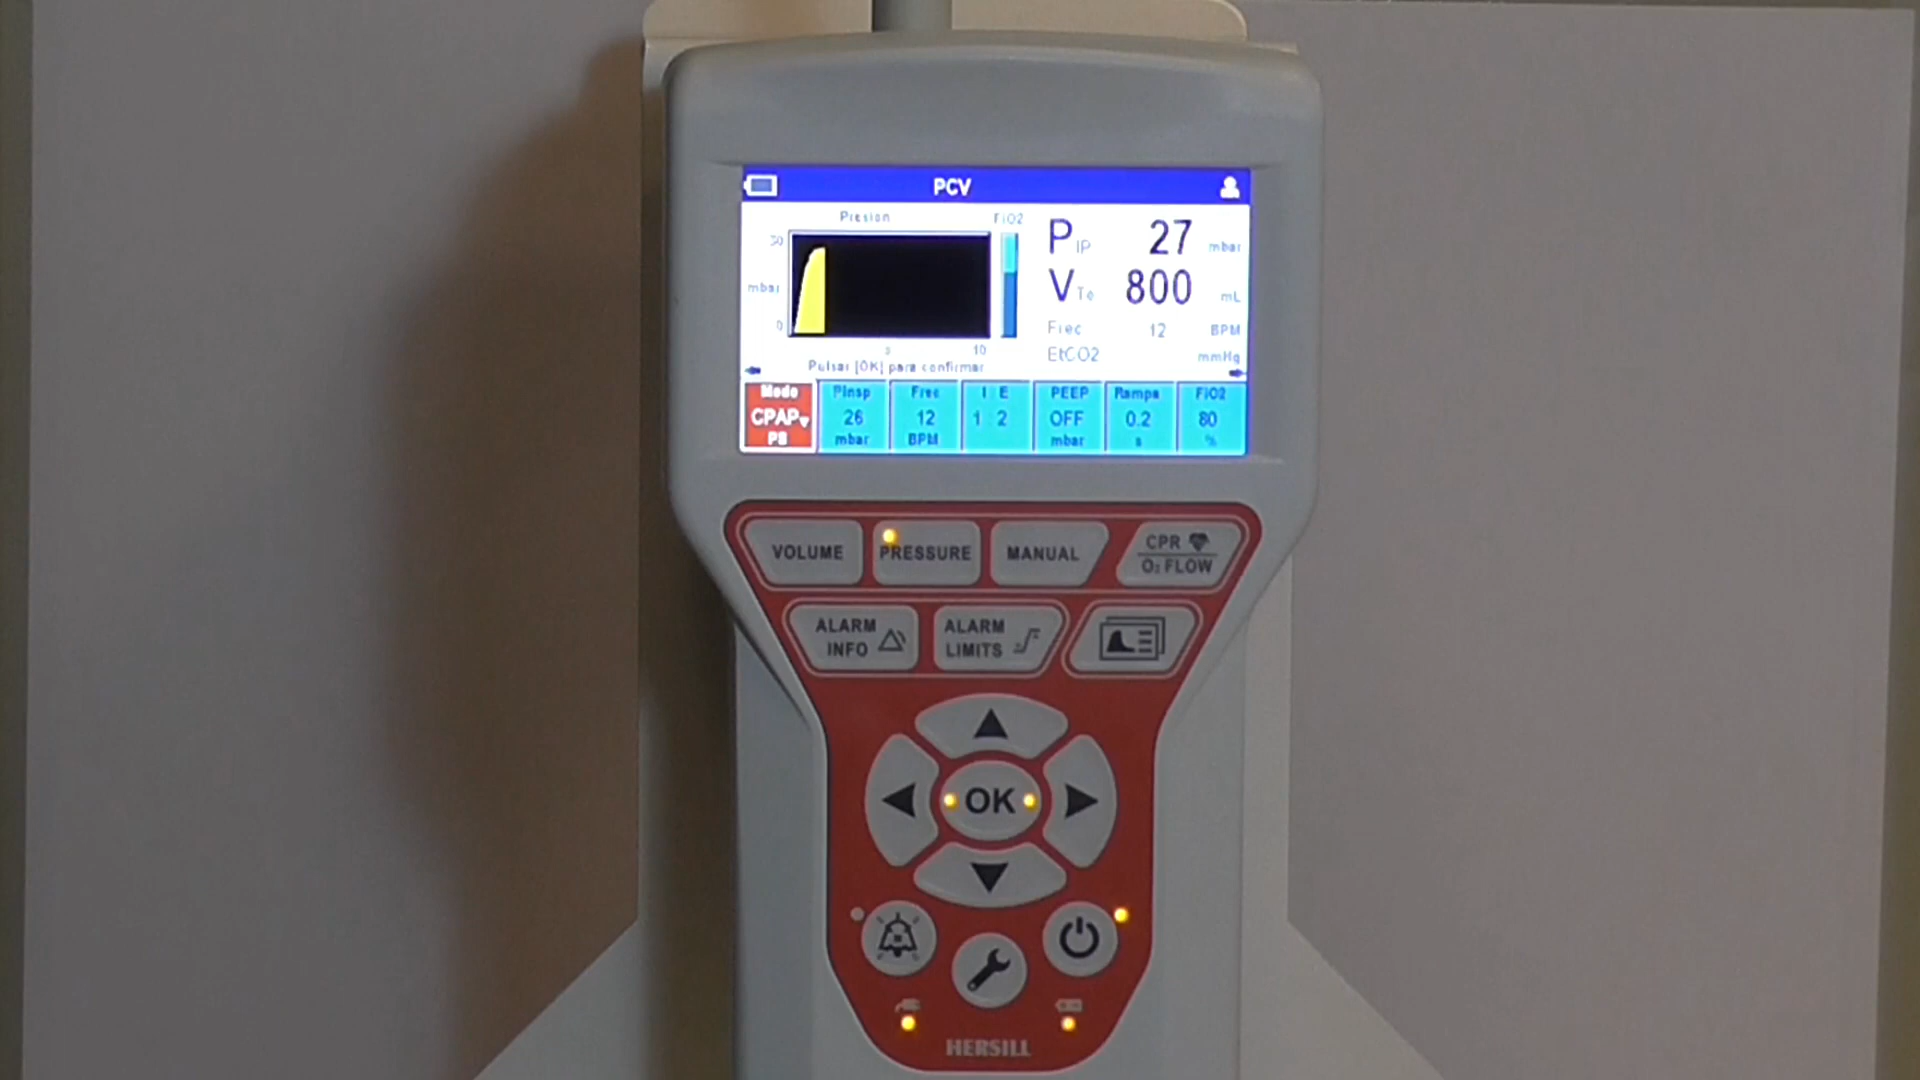 PCV
Presion
FiO2
30
mbar
0
s
10
PIP 27 mbar
VTe 800 mL
Frec 12 BPM
EtCO2 mmHg
Pulsar [OK] para confirmar
Modo PInsp Frec I E PEEP Rampa FiO2
CPAP 26 12 1 2 OFF 0.2 80
PS mbar BPM mbar s %
VOLUME
PRESSURE
MANUAL
CPR
O2 FLOW
ALARM
INFO
ALARM
LIMITS
OK
HERSILL